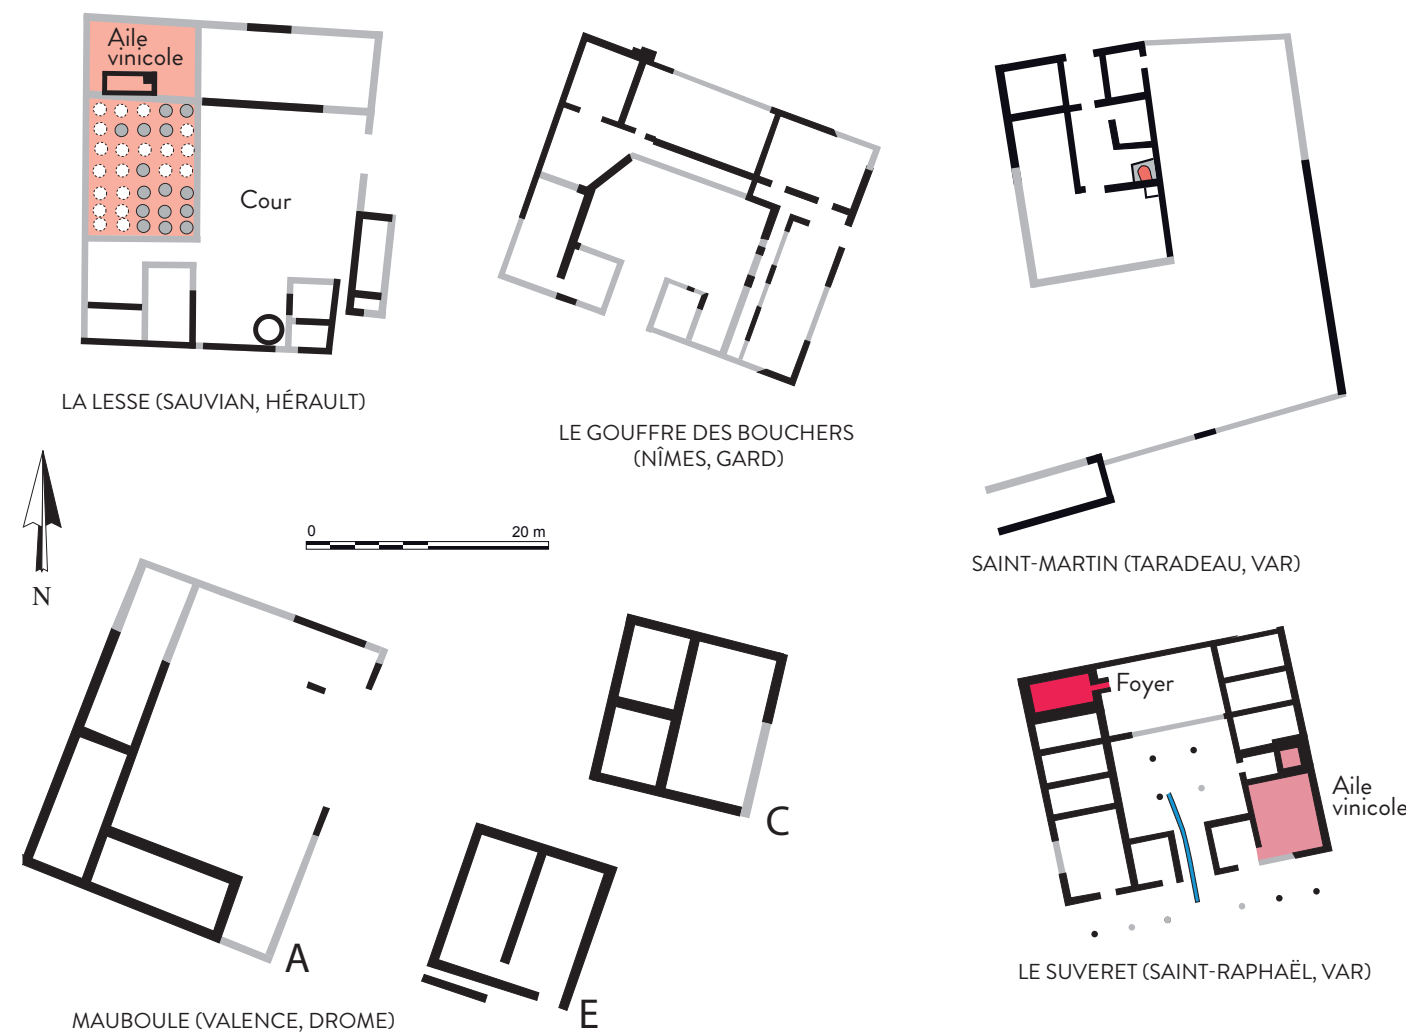 Aile
vinicole
Cour
LA LESSE (SAUVIAN, HÉRAULT)
LE GOUFFRE DES BOUCHERS
(NÎMES, GARD)
SAINT-MARTIN (TARADEAU, VAR)
N
0 20 m
A
C
E
MAUBOULE (VALENCE, DROME)
Foyer
Aile
vinicole
LE SUVERET (SAINT-RAPHAËL, VAR)